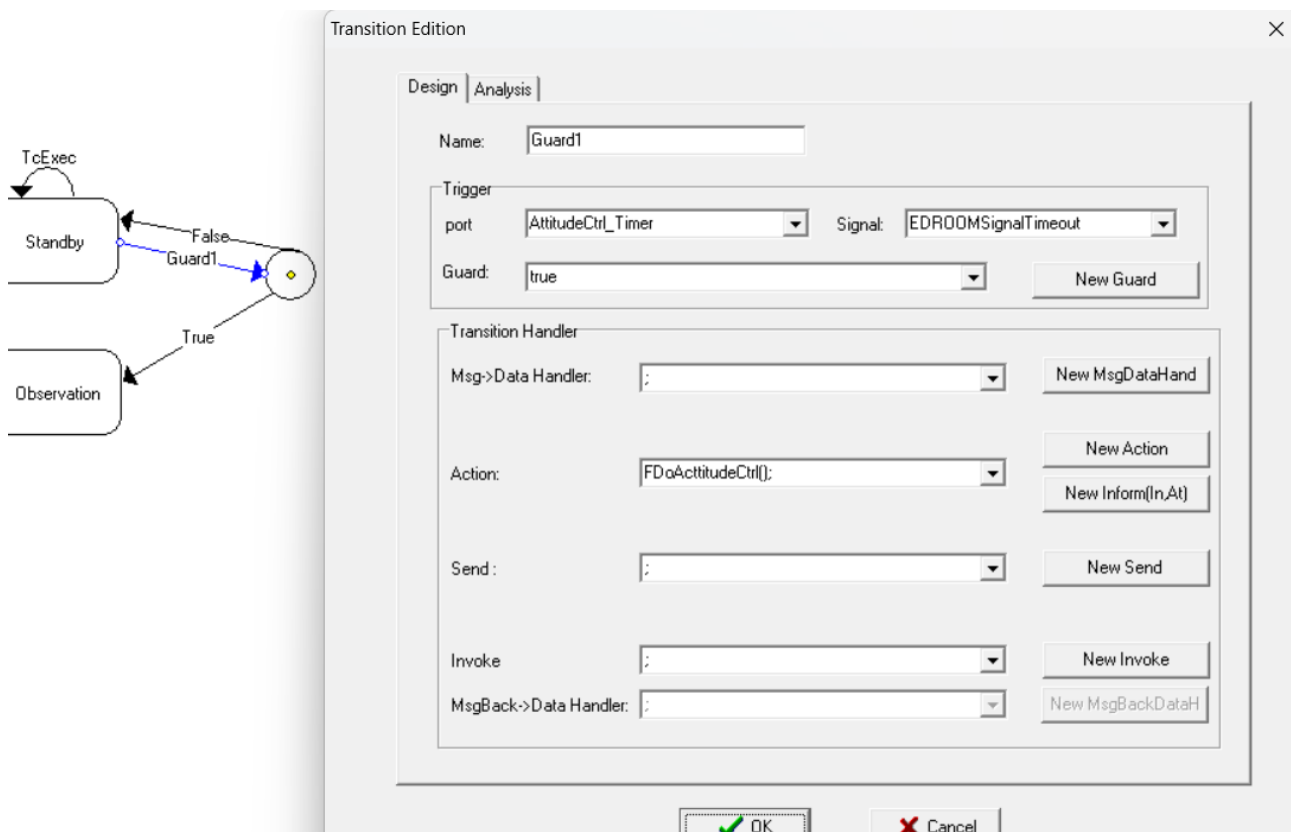 Transition Edition
Design
Analysis
Name:
Guard1
Trigger
port
AttitudeCtrl_Timer
Signal:
EDROOMSignalTimeout
Guard:
true
New Guard
Transition Handler
Msg->Data Handler:
;
New MsgDataHand
Action:
FDoActtitudeCtrl();
New Action
New Inform(In,At)
Send :
;
New Send
Invoke
;
New Invoke
MsgBack->Data Handler:
;
New MsgBackDataH
OK
Cancel
TcExec
Standby
False
Guard1
True
Observation